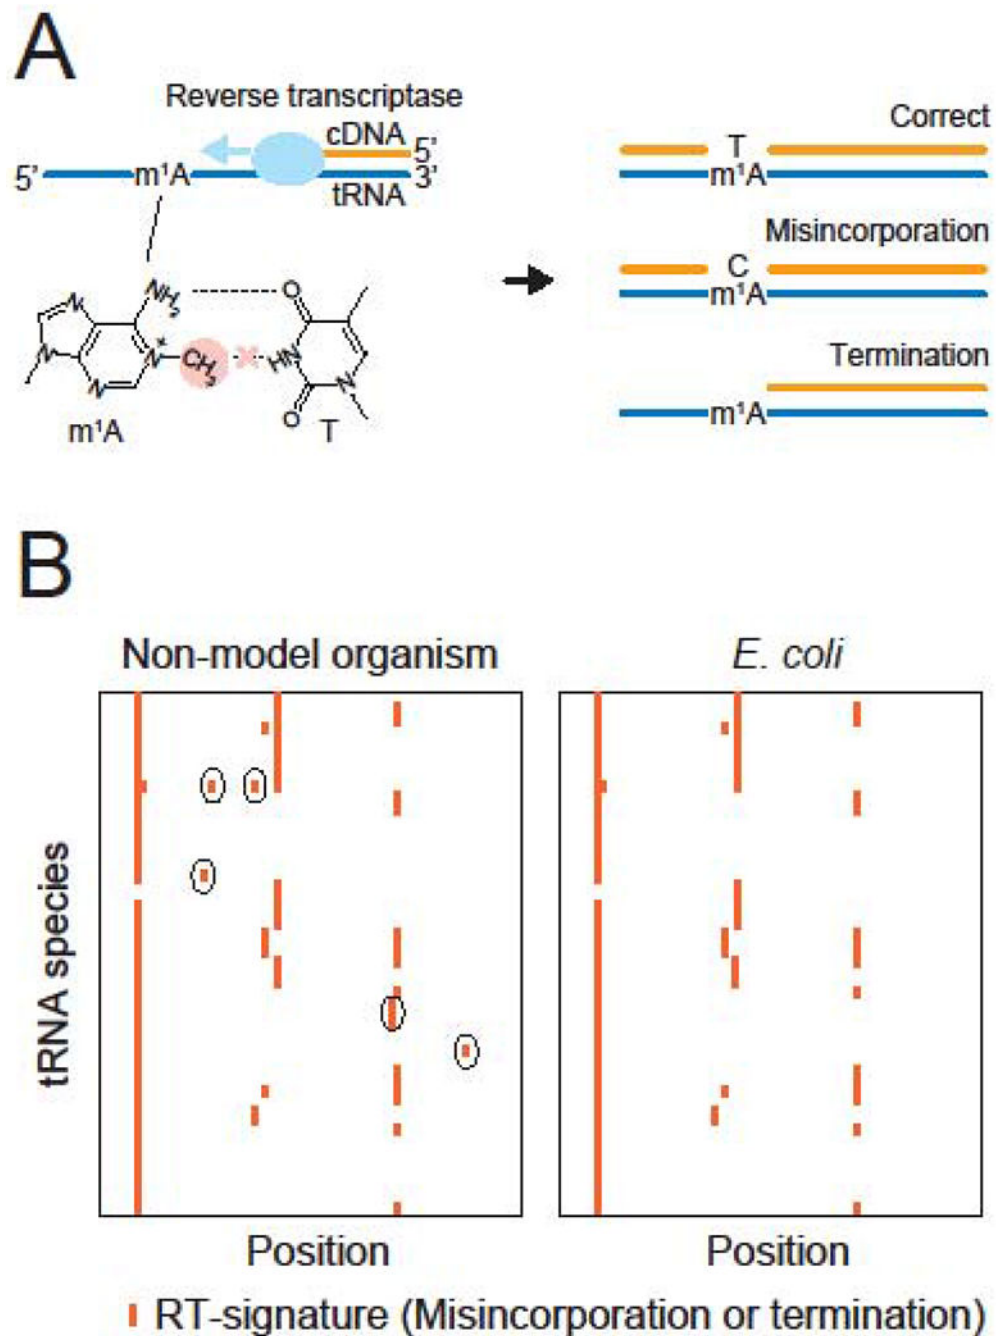 A
Reverse transcriptase
cDNA
5'
5'
m¹A
3'
tRNA
NH₂
N
N
N
N⁺
CH₃
HN
O
O
N
m¹A
T
Correct
T
m¹A
Misincorporation
C
m¹A
Termination
m¹A
B
Non-model organism
E. coli
tRNA species
Position
Position
RT-signature (Misincorporation or termination)